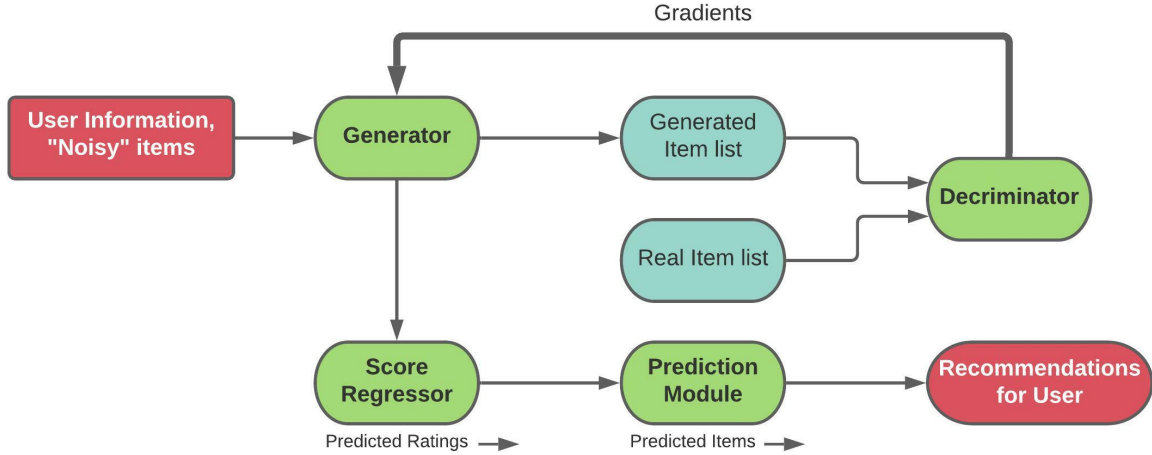 Gradients
User Information,
"Noisy" items
Generator
Generated
Item list
Decriminator
Real Item list
Score
Regressor
Prediction
Module
Recommendations
for User
Predicted Ratings
Predicted Items